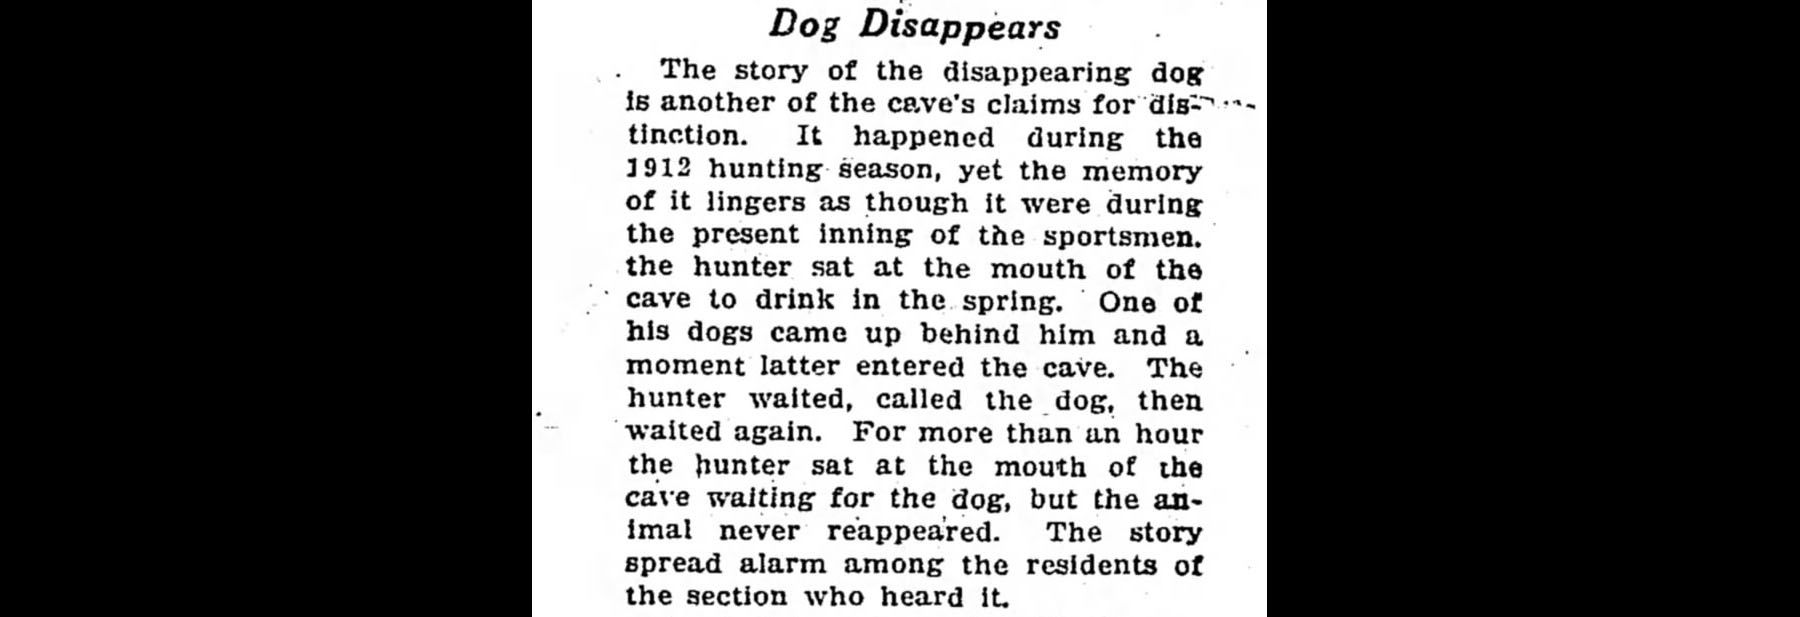 Dog Disappears
The story of the disappearing dog
is another of the cave's claims for dis-
tinction. It happened during the
1912 hunting season, yet the memory
of it lingers as though it were during
the present inning of the sportsmen.
the hunter sat at the mouth of the
cave to drink in the spring. One of
his dogs came up behind him and a
moment latter entered the cave. The
hunter waited, called the dog, then
waited again. For more than an hour
the hunter sat at the mouth of the
cave waiting for the dog, but the an-
imal never reappeared. The story
spread alarm among the residents of
the section who heard it.